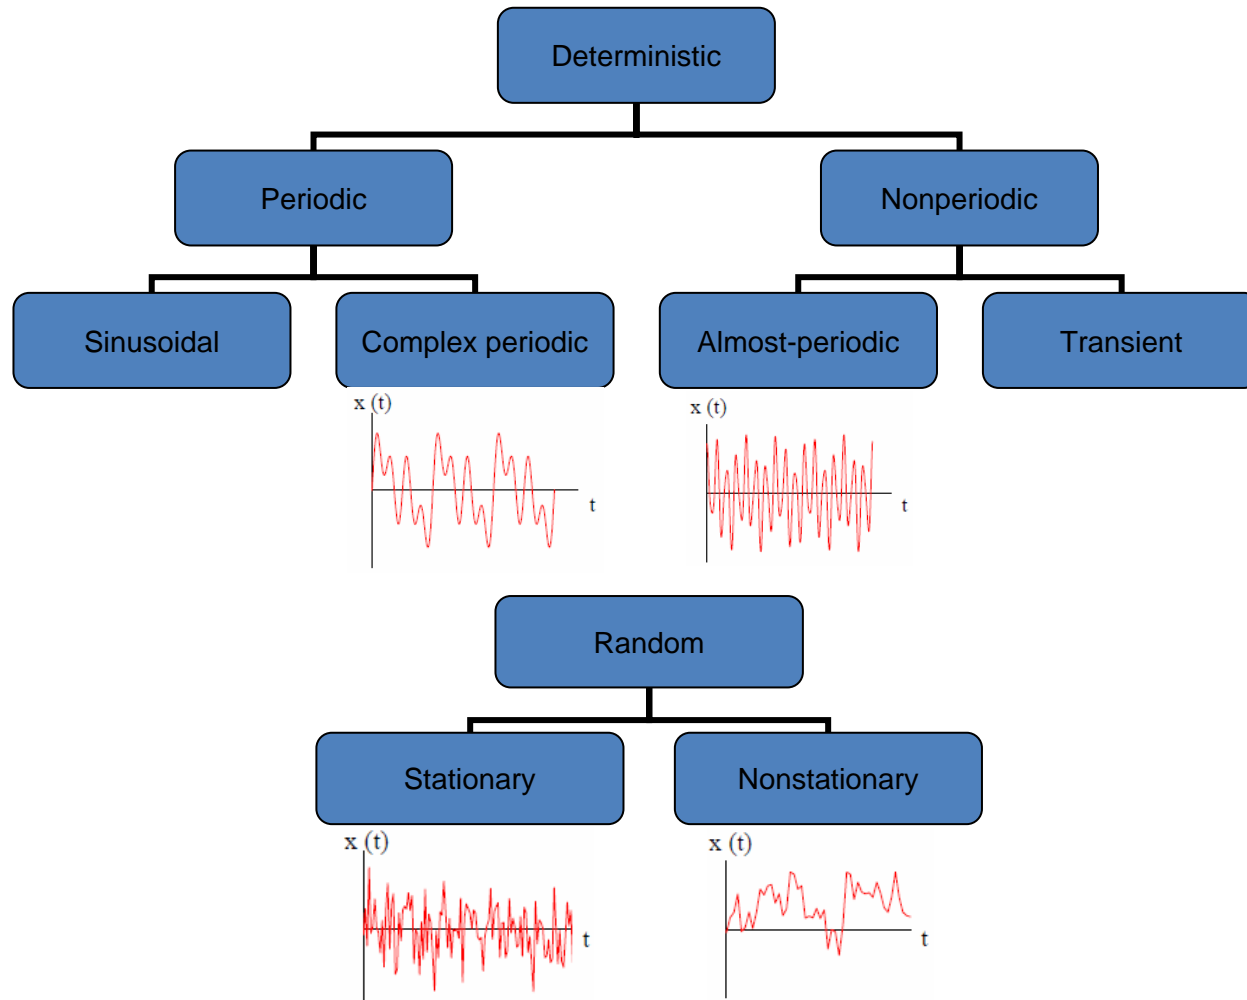 Deterministic
Periodic
Nonperiodic
Sinusoidal
Complex periodic
Almost-periodic
Transient
x (t)
t
x (t)
t
Random
Stationary
Nonstationary
x (t)
t
x (t)
t